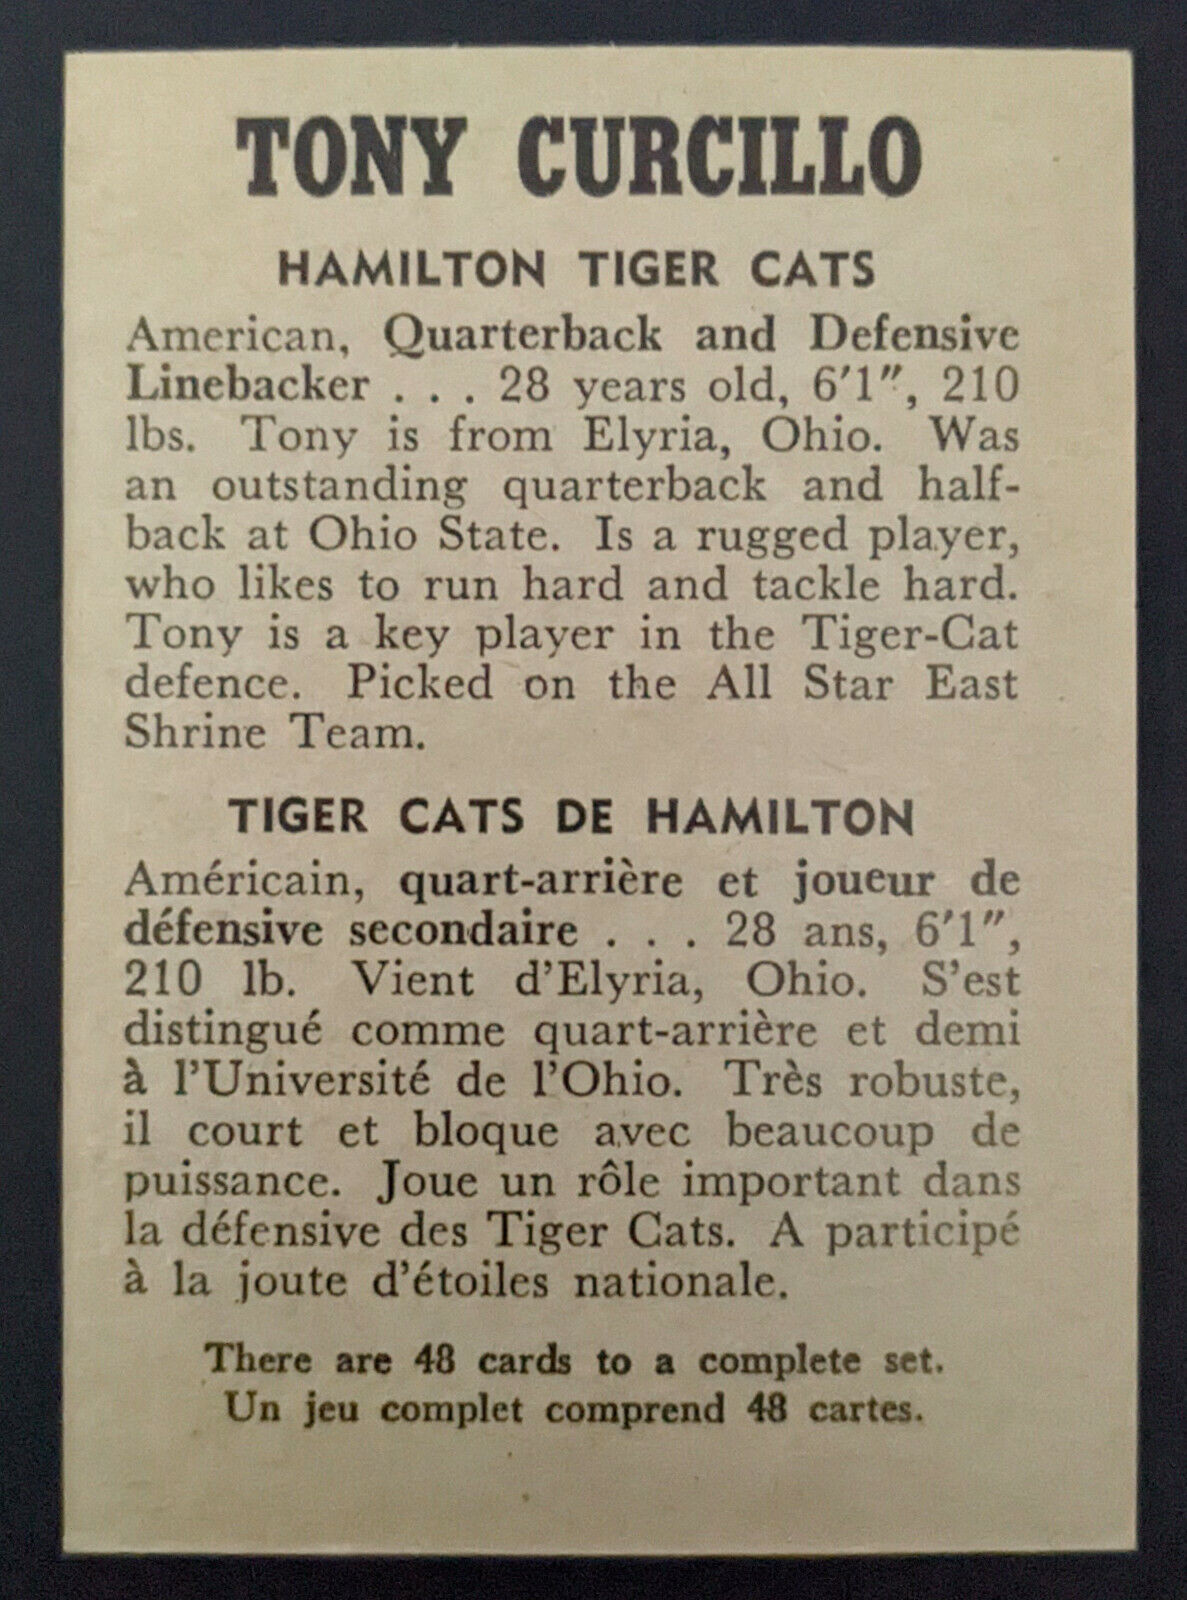 TONY CURCILLO
HAMILTON TIGER CATS
American, Quarterback and Defensive
Linebacker . . . 28 years old, 6'1", 210
lbs. Tony is from Elyria, Ohio. Was
an outstanding quarterback and half-
back at Ohio State. Is a rugged player,
who likes to run hard and tackle hard.
Tony is a key player in the Tiger-Cat
defence. Picked on the All Star East
Shrine Team.
TIGER CATS DE HAMILTON
Américain, quart-arrière et joueur de
défensive secondaire . . . 28 ans, 6'1",
210 lb. Vient d'Elyria, Ohio. S'est
distingué comme quart-arrière et demi
à l'Université de l'Ohio. Très robuste,
il court et bloque avec beaucoup de
puissance. Joue un rôle important dans
la défensive des Tiger Cats. A participé
à la joute d'étoiles nationale.
There are 48 cards to a complete set.
Un jeu complet comprend 48 cartes.